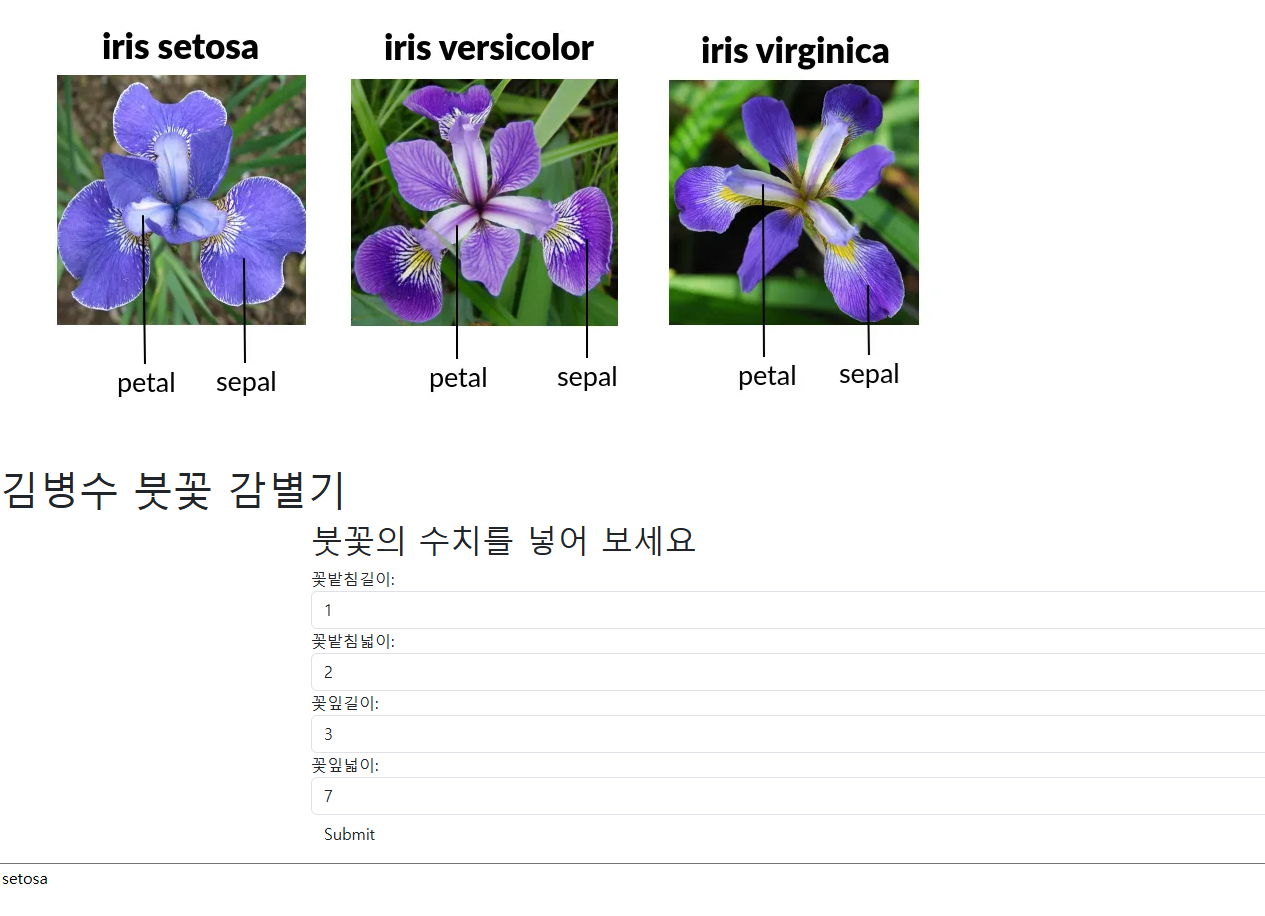 iris setosa iris versicolor iris virginica
petal sepal petal sepal petal sepal
김병수 붓꽃 감별기
붓꽃의 수치를 넣어 보세요
꽃밭침길이:
1
꽃밭침넓이:
2
꽃잎길이:
3
꽃잎넓이:
7
Submit
setosa